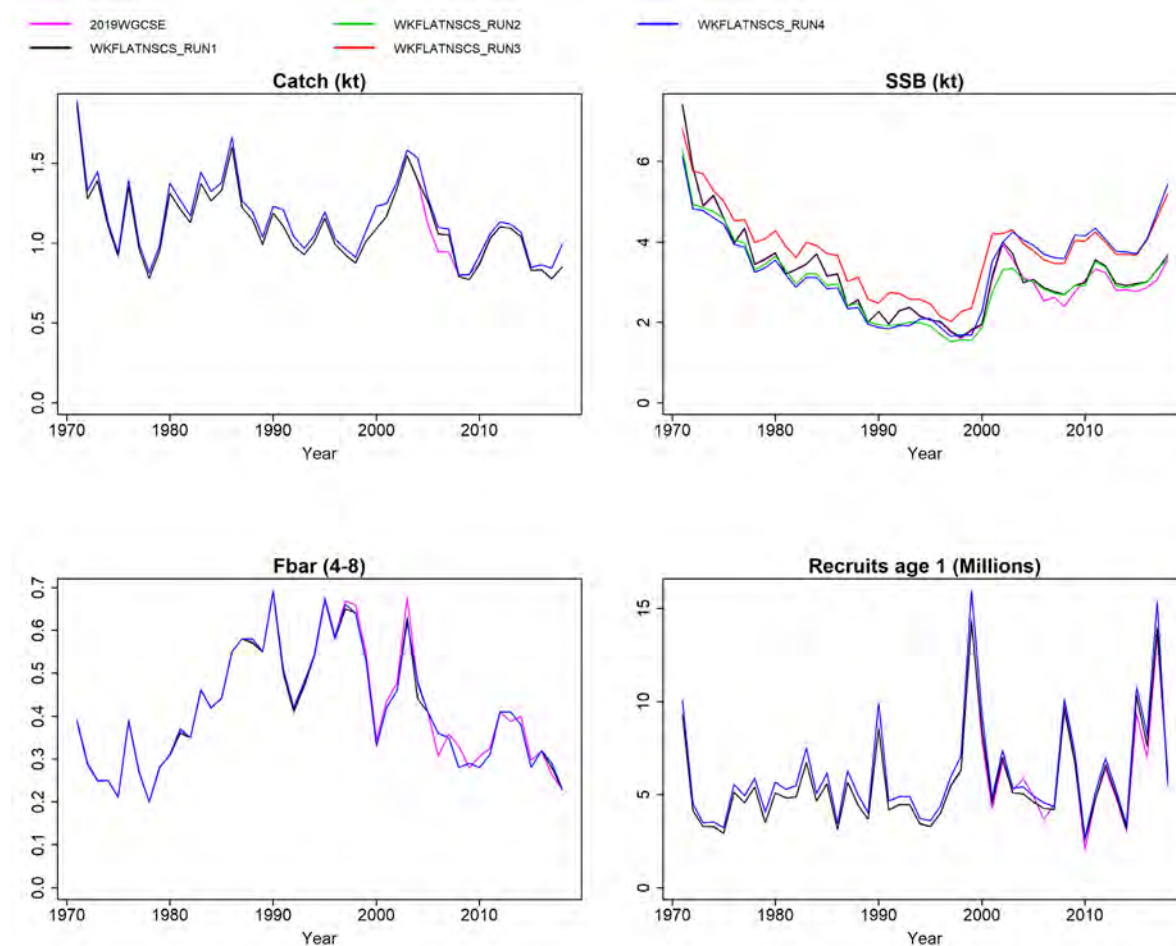 2019WGCSE WKFLATNSCS_RUN2 WKFLATNSCS_RUN4
WKFLATNSCS_RUN1 WKFLATNSCS_RUN3
Catch (kt) SSB (kt)
1.5
1.0
0.5
0.0
6
4
2
0
1970 1980 1990 2000 2010
1970 1980 1990 2000 2010
Year Year
Fbar (4-8) Recruits age 1 (Millions)
0.7
0.6
0.5
0.4
0.3
0.2
0.1
0.0
15
10
5
0
1970 1980 1990 2000 2010
1970 1980 1990 2000 2010
Year Year